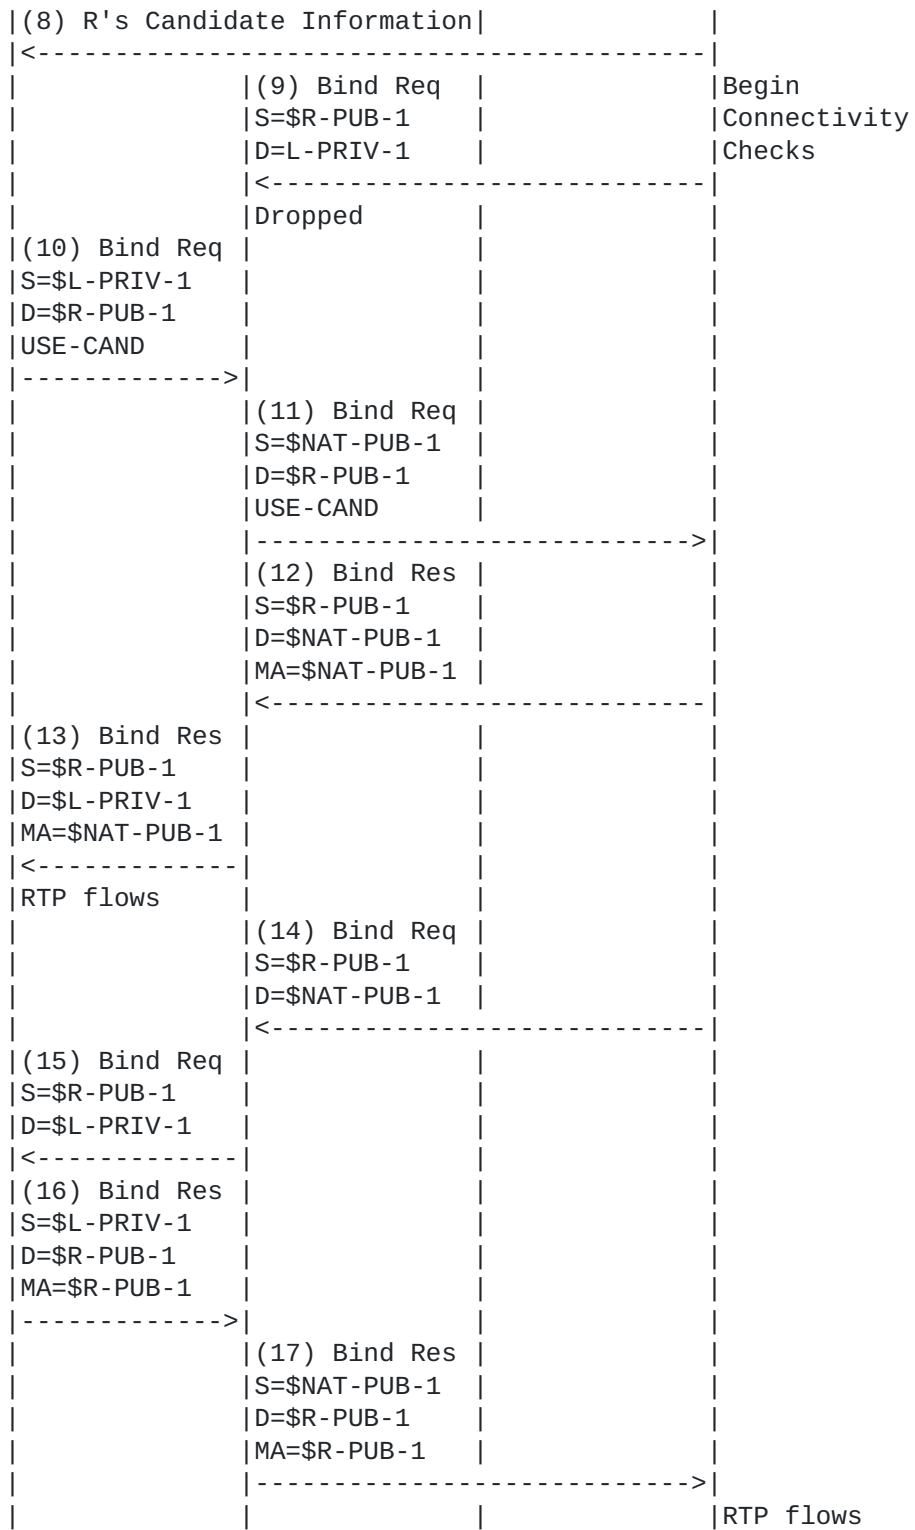 |(8) R's Candidate Information|              |
|<-------------------------------------------|
|              |(9) Bind Req  |              |Begin
|              |S=$R-PUB-1    |              |Connectivity
|              |D=L-PRIV-1    |              |Checks
|              |<----------------------------|
|              |Dropped       |              |
|(10) Bind Req |              |              |
|S=$L-PRIV-1   |              |              |
|D=$R-PUB-1    |              |              |
|USE-CAND      |              |              |
|------------->|              |              |
|              |(11) Bind Req |              |
|              |S=$NAT-PUB-1  |              |
|              |D=$R-PUB-1    |              |
|              |USE-CAND      |              |
|              |---------------------------->|
|              |(12) Bind Res |              |
|              |S=$R-PUB-1    |              |
|              |D=$NAT-PUB-1  |              |
|              |MA=$NAT-PUB-1 |              |
|              |<----------------------------|
|(13) Bind Res |              |              |
|S=$R-PUB-1    |              |              |
|D=$L-PRIV-1   |              |              |
|MA=$NAT-PUB-1 |              |              |
|<-------------|              |              |
|RTP flows     |              |              |
|              |(14) Bind Req |              |
|              |S=$R-PUB-1    |              |
|              |D=$NAT-PUB-1  |              |
|              |<----------------------------|
|(15) Bind Req |              |              |
|S=$R-PUB-1    |              |              |
|D=$L-PRIV-1   |              |              |
|<-------------|              |              |
|(16) Bind Res |              |              |
|S=$L-PRIV-1   |              |              |
|D=$R-PUB-1    |              |              |
|MA=$R-PUB-1   |              |              |
|------------->|              |              |
|              |(17) Bind Res |              |
|              |S=$NAT-PUB-1  |              |
|              |D=$R-PUB-1    |              |
|              |MA=$R-PUB-1   |              |
|              |---------------------------->|
|              |              |              |RTP flows